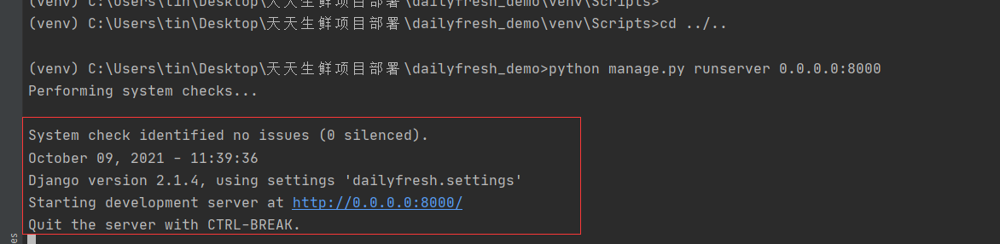 (venv) C:\Users\tin\Desktop\天天生鲜项目部署\dailyfresh_demo\venv\Scripts>
(venv) C:\Users\tin\Desktop\天天生鲜项目部署\dailyfresh_demo\venv\Scripts>cd ../..
(venv) C:\Users\tin\Desktop\天天生鲜项目部署\dailyfresh_demo>python manage.py runserver 0.0.0.0:8000
Performing system checks...
System check identified no issues (0 silenced).
October 09, 2021 - 11:39:36
Django version 2.1.4, using settings 'dailyfresh.settings'
Starting development server at http://0.0.0.0:8000/
Quit the server with CTRL-BREAK.